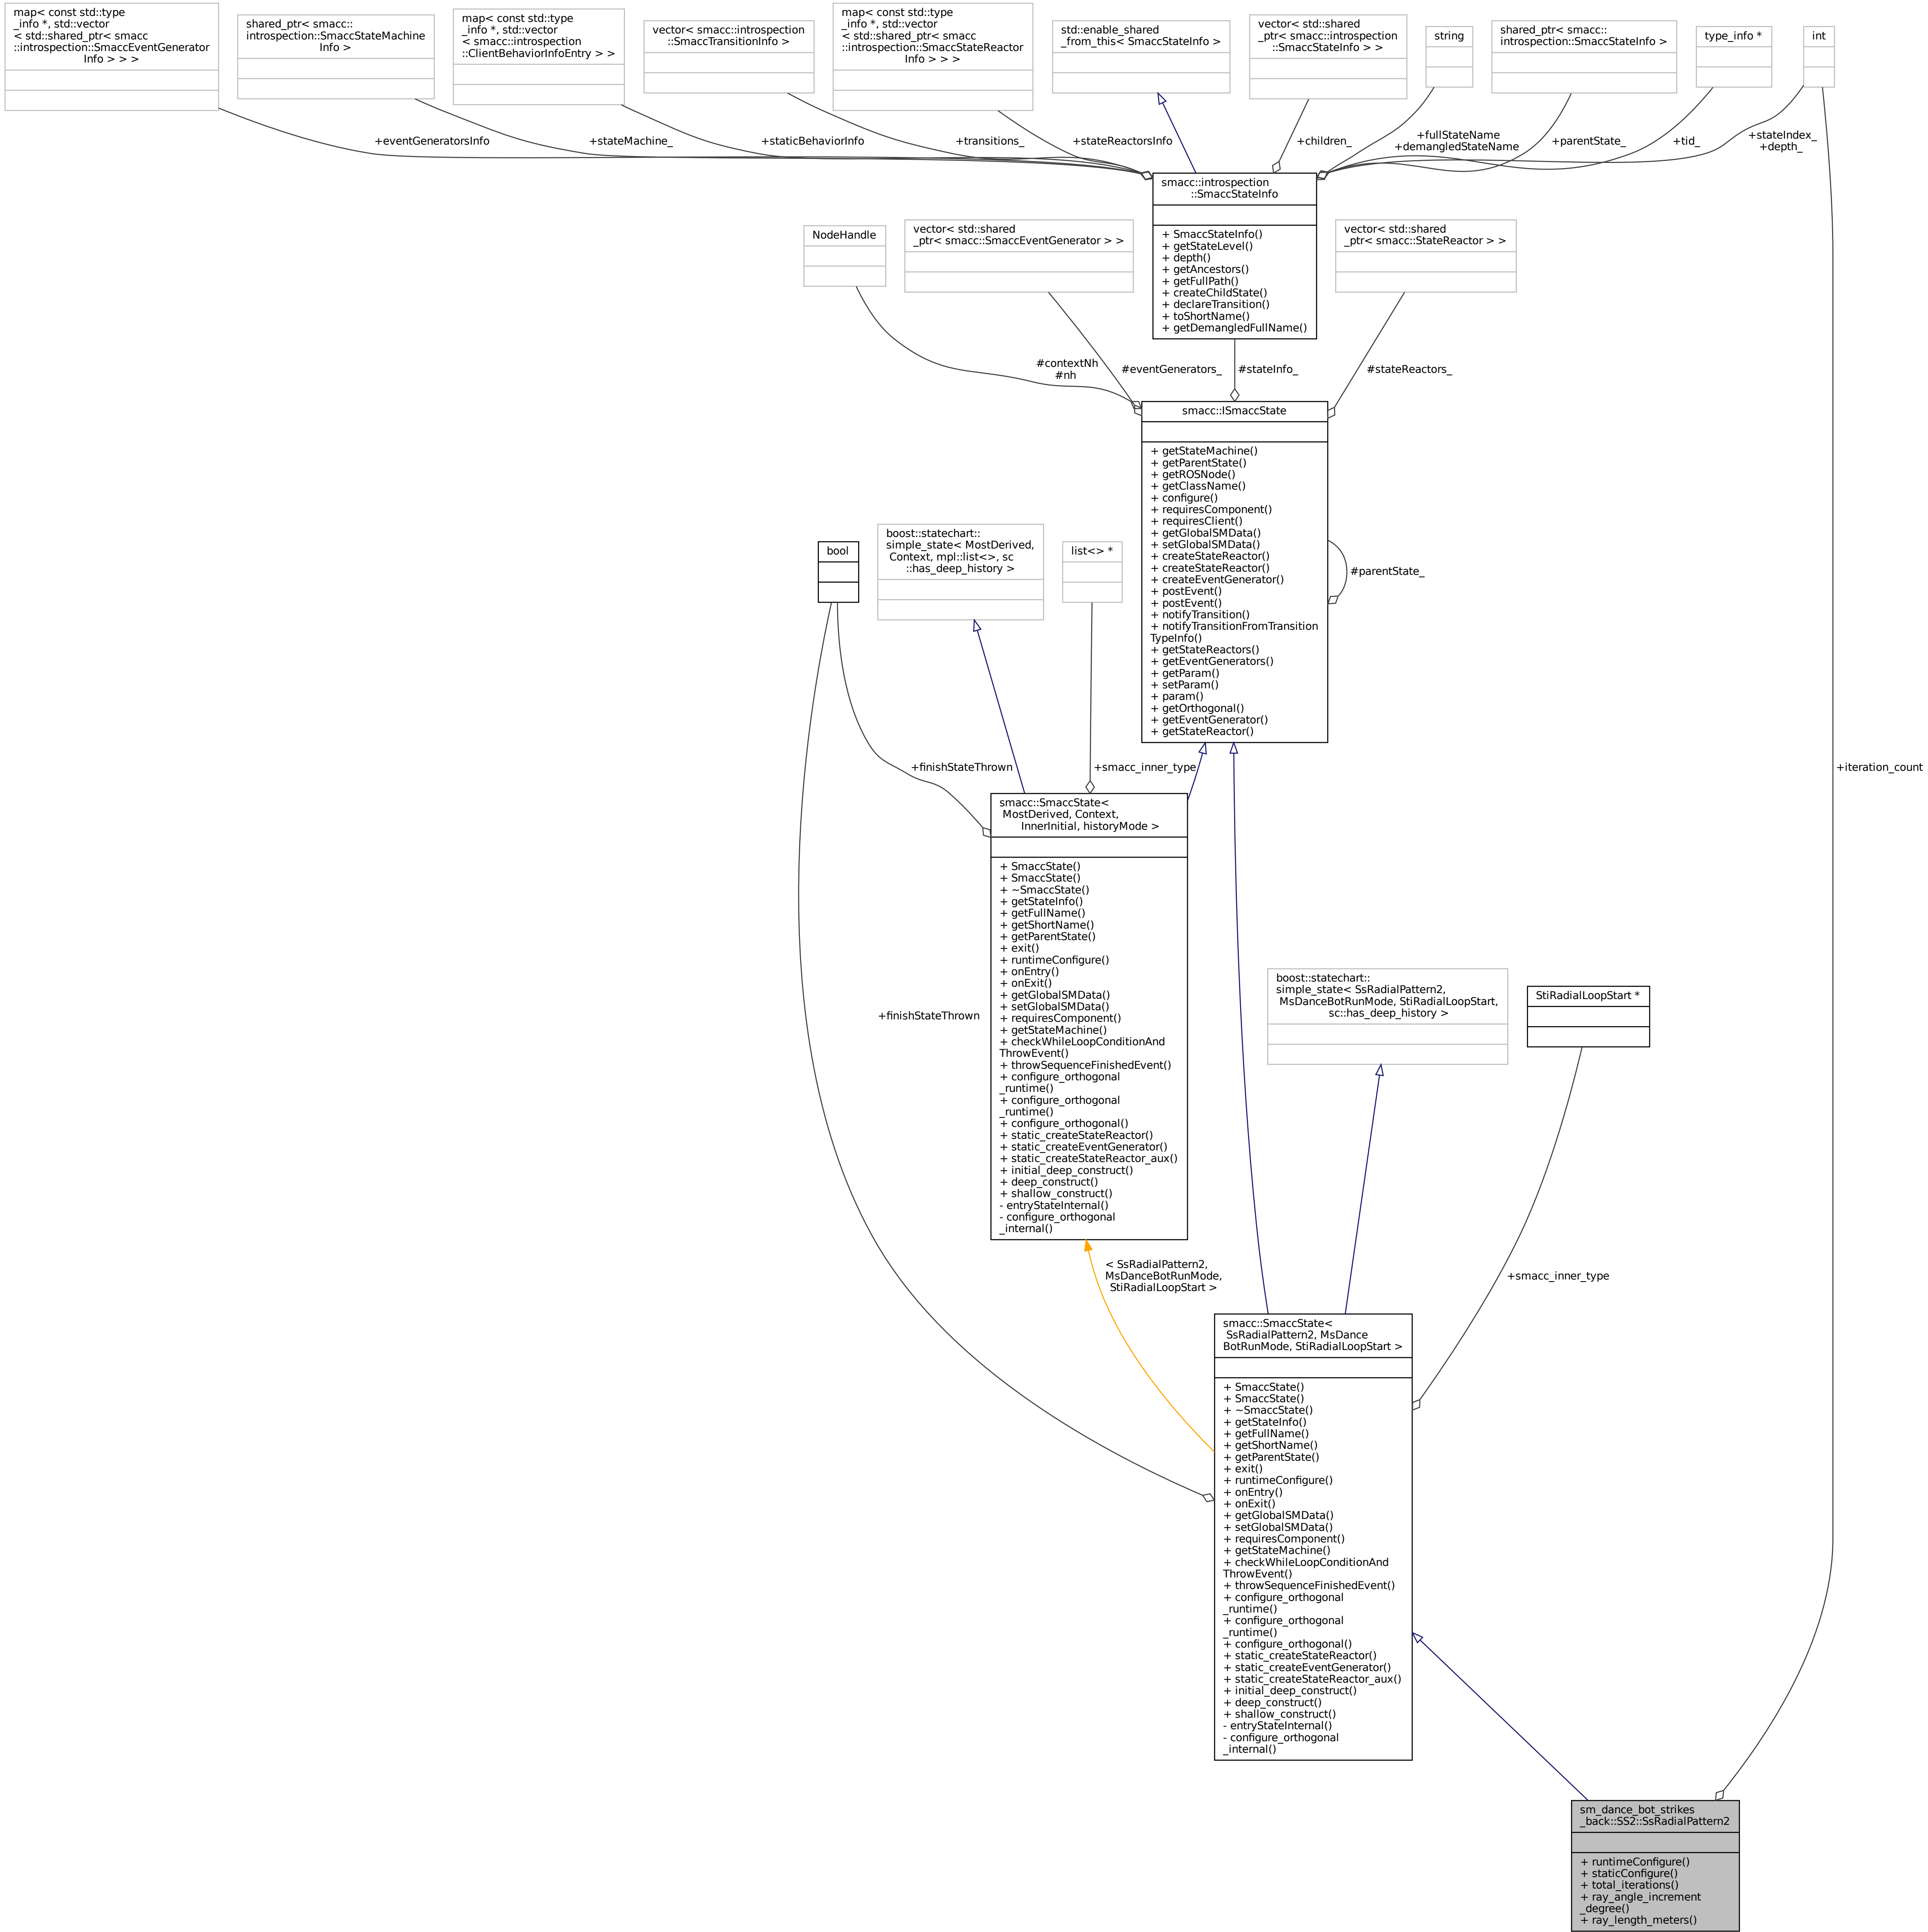 map< const std::type
_info *, std::vector
< std::shared_ptr< smacc
::introspection::SmaccEventGenerator
Info > > >
shared_ptr< smacc::
introspection::SmaccStateMachine
Info >
map< const std::type
_info *, std::vector
< smacc::introspection
::ClientBehaviorInfoEntry > >
vector< smacc::introspection
::SmaccTransitionInfo >
map< const std::type
_info *, std::vector
< std::shared_ptr< smacc
::introspection::SmaccStateReactor
Info > > >
std::enable_shared
_from_this< SmaccStateInfo >
vector< std::shared
_ptr< smacc::introspection
::SmaccStateInfo > >
string
shared_ptr< smacc::
introspection::SmaccStateInfo >
type_info *
int
+eventGeneratorsInfo
+stateMachine_
+staticBehaviorInfo
+transitions_
+stateReactorsInfo
+children_
+fullStateName
+demangledStateName
+parentState_
+tid_
+stateIndex_
+depth_
smacc::introspection
::SmaccStateInfo
+ SmaccStateInfo()
+ getStateLevel()
+ depth()
+ getAncestors()
+ getFullPath()
+ createChildState()
+ declareTransition()
+ toShortName()
+ getDemangledFullName()
NodeHandle
vector< std::shared
_ptr< smacc::SmaccEventGenerator > >
vector< std::shared
_ptr< smacc::StateReactor > >
#contextNh
#nh
#eventGenerators_
#stateInfo_
#stateReactors_
smacc::ISmaccState
+ getStateMachine()
+ getParentState()
+ getROSNode()
+ getClassName()
+ configure()
+ requiresComponent()
+ requiresClient()
+ getGlobalSMData()
+ setGlobalSMData()
+ createStateReactor()
+ createStateReactor()
+ createEventGenerator()
+ postEvent()
+ postEvent()
+ notifyTransition()
+ notifyTransitionFromTransition
TypeInfo()
+ getStateReactors()
+ getEventGenerators()
+ getParam()
+ setParam()
+ param()
+ getOrthogonal()
+ getEventGenerator()
+ getStateReactor()
#parentState_
bool
boost::statechart::
simple_state< MostDerived,
Context, mpl::list<>, sc
::has_deep_history >
list<> *
+finishStateThrown
+smacc_inner_type
+iteration_count
smacc::SmaccState<
MostDerived, Context,
InnerInitial, historyMode >
+ SmaccState()
+ SmaccState()
+ ~SmaccState()
+ getStateInfo()
+ getFullName()
+ getShortName()
+ getParentState()
+ exit()
+ runtimeConfigure()
+ onEntry()
+ onExit()
+ getGlobalSMData()
+ setGlobalSMData()
+ requiresComponent()
+ getStateMachine()
+ checkWhileLoopConditionAnd
ThrowEvent()
+ throwSequenceFinishedEvent()
+ configure_orthogonal
_runtime()
+ configure_orthogonal
_runtime()
+ configure_orthogonal()
+ static_createStateReactor()
+ static_createEventGenerator()
+ static_createStateReactor_aux()
+ initial_deep_construct()
+ deep_construct()
+ shallow_construct()
- entryStateInternal()
- configure_orthogonal
_internal()
+finishStateThrown
boost::statechart::
simple_state< SsRadialPattern2,
MsDanceBotRunMode, StiRadialLoopStart,
sc::has_deep_history >
StiRadialLoopStart *
< SsRadialPattern2,
MsDanceBotRunMode,
StiRadialLoopStart >
+smacc_inner_type
smacc::SmaccState<
SsRadialPattern2, MsDance
BotRunMode, StiRadialLoopStart >
+ SmaccState()
+ SmaccState()
+ ~SmaccState()
+ getStateInfo()
+ getFullName()
+ getShortName()
+ getParentState()
+ exit()
+ runtimeConfigure()
+ onEntry()
+ onExit()
+ getGlobalSMData()
+ setGlobalSMData()
+ requiresComponent()
+ getStateMachine()
+ checkWhileLoopConditionAnd
ThrowEvent()
+ throwSequenceFinishedEvent()
+ configure_orthogonal
_runtime()
+ configure_orthogonal
_runtime()
+ configure_orthogonal()
+ static_createStateReactor()
+ static_createEventGenerator()
+ static_createStateReactor_aux()
+ initial_deep_construct()
+ deep_construct()
+ shallow_construct()
- entryStateInternal()
- configure_orthogonal
_internal()
sm_dance_bot_strikes
_back::SS2::SsRadialPattern2
+ runtimeConfigure()
+ staticConfigure()
+ total_iterations()
+ ray_angle_increment
_degree()
+ ray_length_meters()